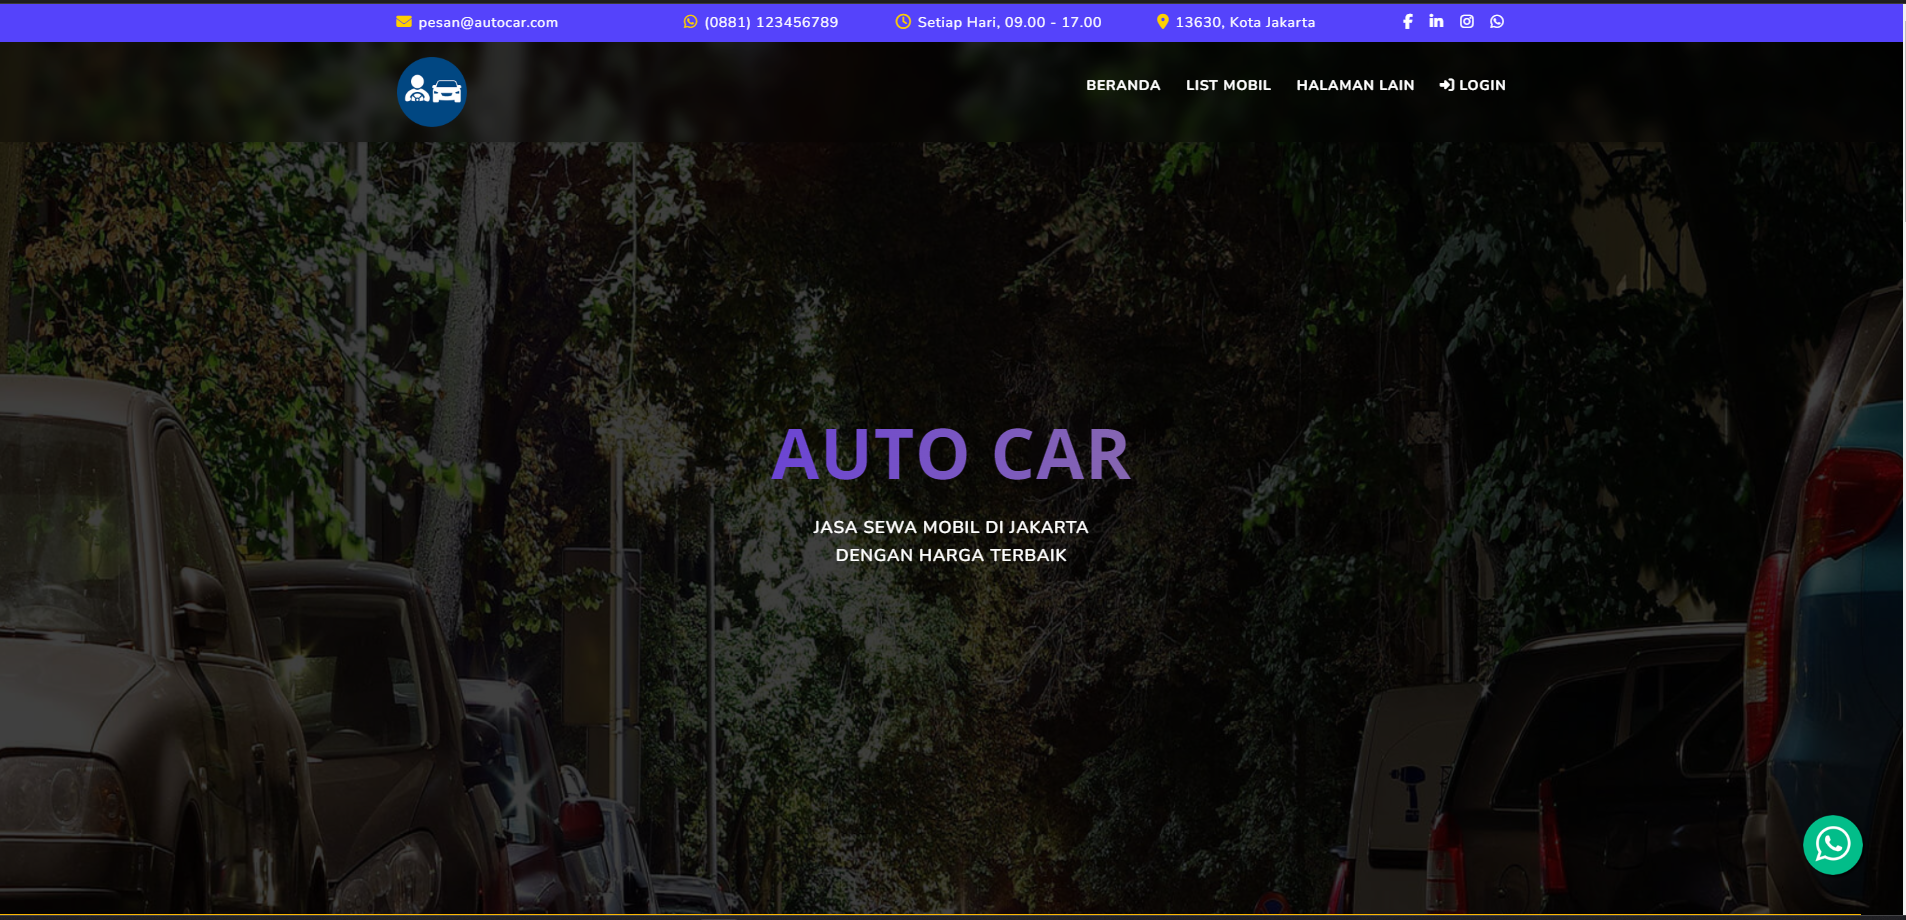 pesan@autocar.com
(0881) 123456789
Setiap Hari, 09.00 - 17.00
13630, Kota Jakarta
BERANDA
LIST MOBIL
HALAMAN LAIN
LOGIN
AUTO CAR
JASA SEWA MOBIL DI JAKARTA
DENGAN HARGA TERBAIK